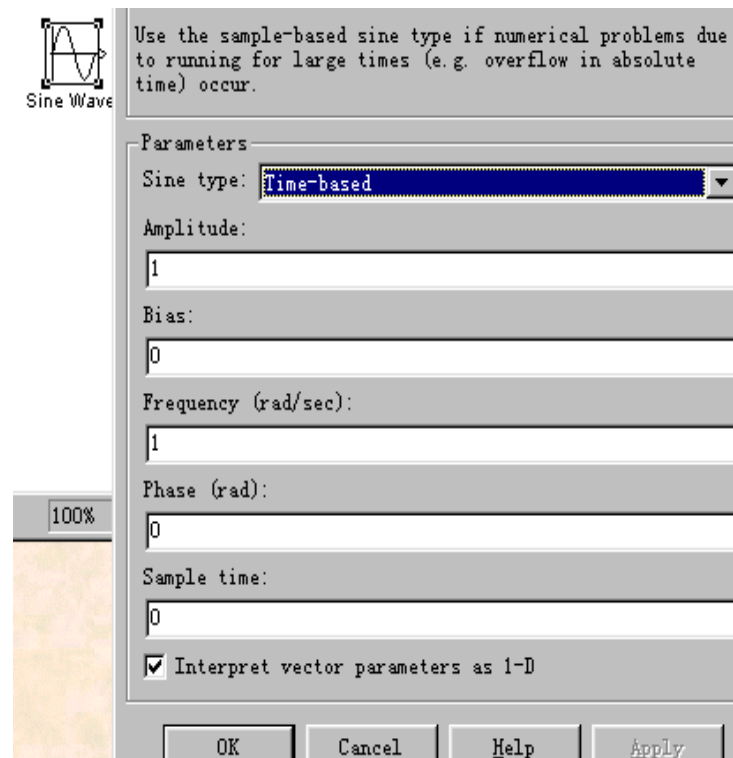 Use the sample-based sine type if numerical problems due
to running for large times (e.g. overflow in absolute
time) occur.
Sine Wave
Parameters
Sine type: Time-based
Amplitude:
1
Bias:
0
Frequency (rad/sec):
1
Phase (rad):
0
100%
Sample time:
0
Interpret vector parameters as 1-D
OK Cancel Help Apply